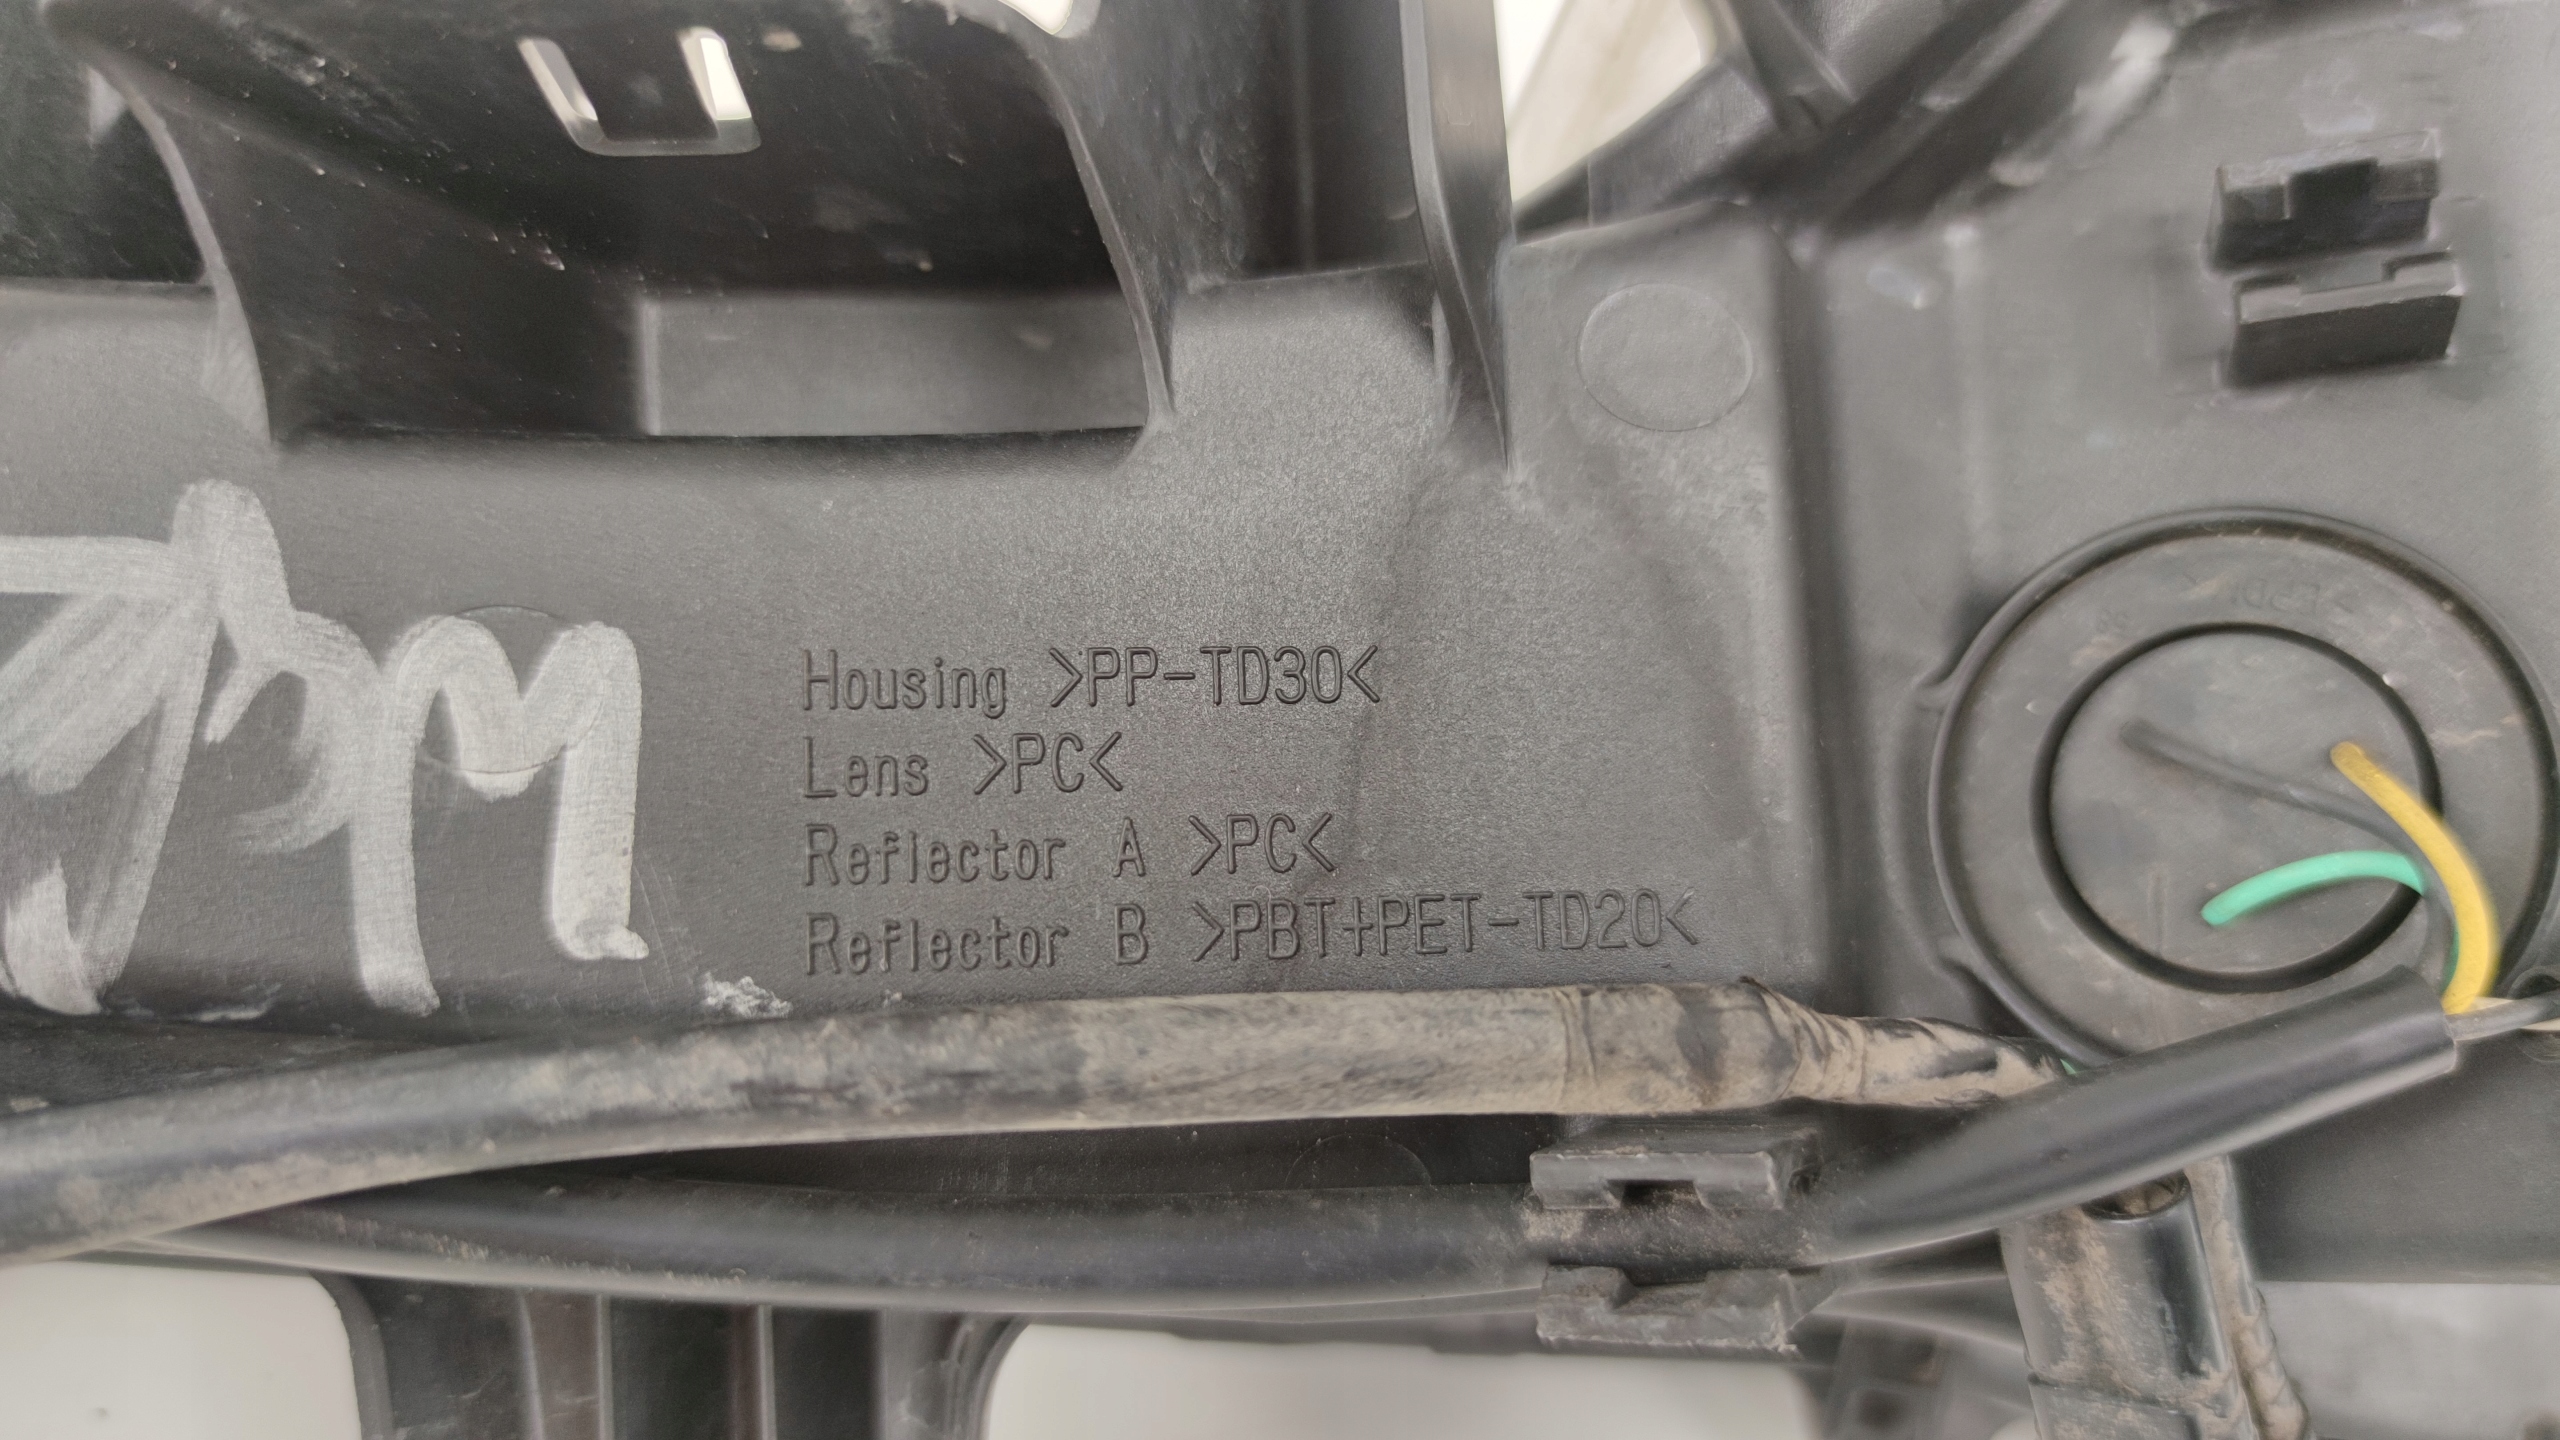 Housing >PP-TD30<
Lens >PC<
Reflector A >PC<
Reflector B >PBT+PET-TD20<